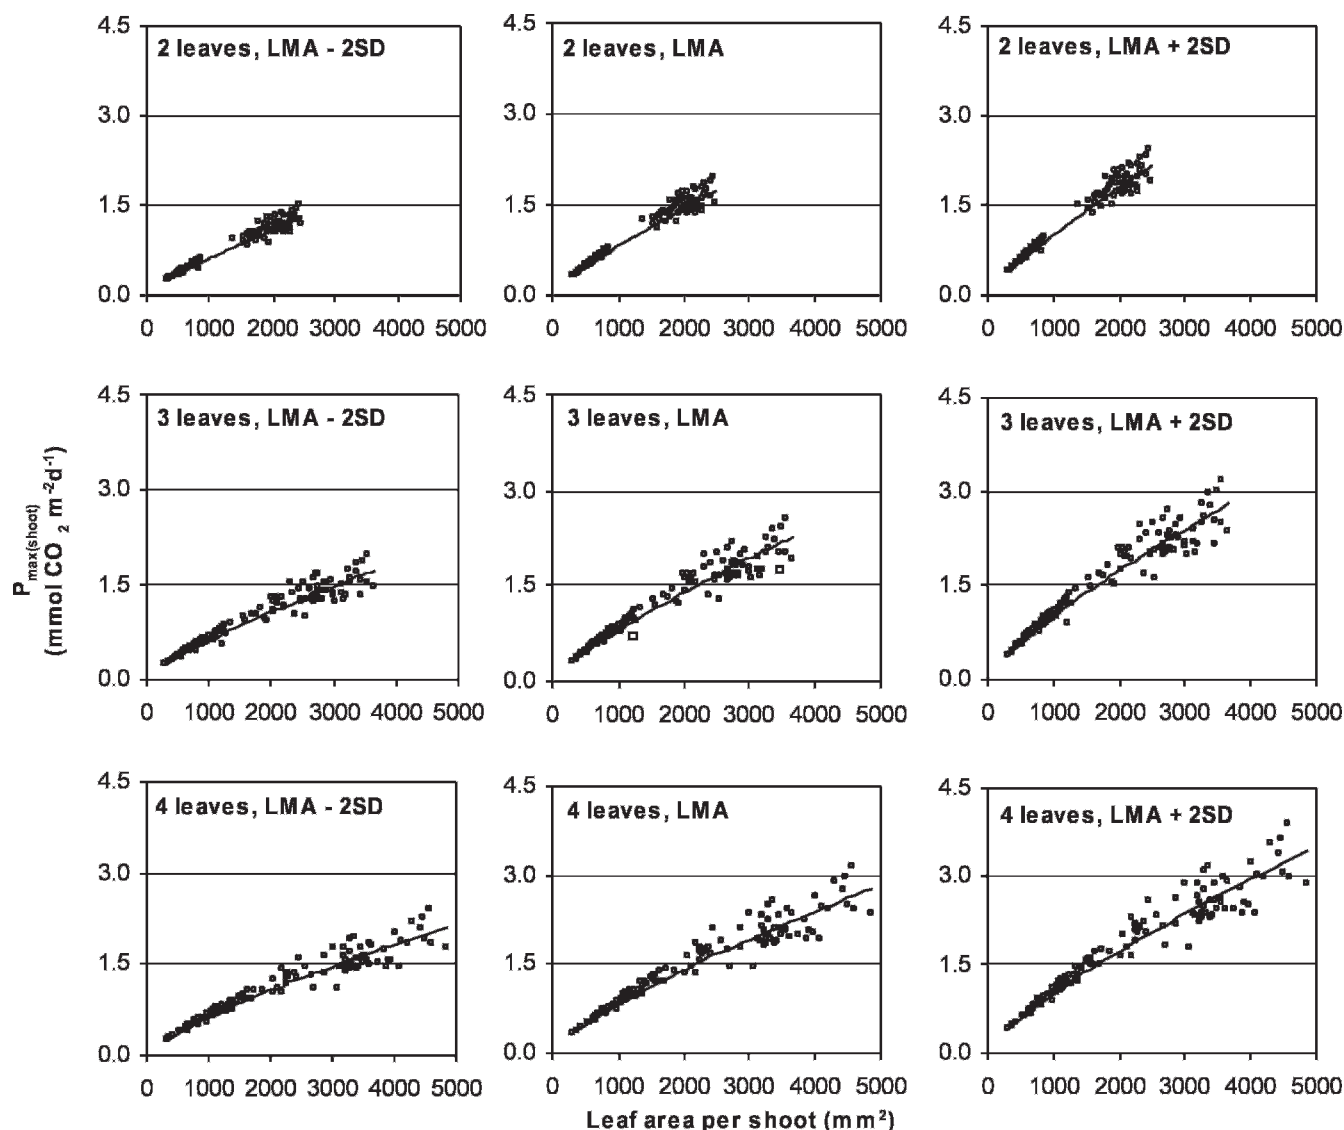 4.5 4.5 4.5
2 leaves, LMA - 2SD 2 leaves, LMA 2 leaves, LMA + 2SD
3.0 3.0 3.0
1.5 1.5 1.5
0.0 0.0 0.0
0 1000 2000 3000 4000 5000 0 1000 2000 3000 4000 5000 0 1000 2000 3000 4000 5000
4.5 4.5 4.5
3 leaves, LMA - 2SD 3 leaves, LMA 3 leaves, LMA + 2SD
3.0 3.0 3.0
1.5 1.5 1.5
0.0 0.0 0.0
0 1000 2000 3000 4000 5000 0 1000 2000 3000 4000 5000 0 1000 2000 3000 4000 5000
P max(shoot)
(mmol CO 2 m-2d-1)
4.5 4.5 4.5
4 leaves, LMA - 2SD 4 leaves, LMA 4 leaves, LMA + 2SD
3.0 3.0 3.0
1.5 1.5 1.5
0.0 0.0 0.0
0 1000 2000 3000 4000 5000 0 1000 2000 3000 4000 5000 0 1000 2000 3000 4000 5000
Leaf area per shoot (mm²)